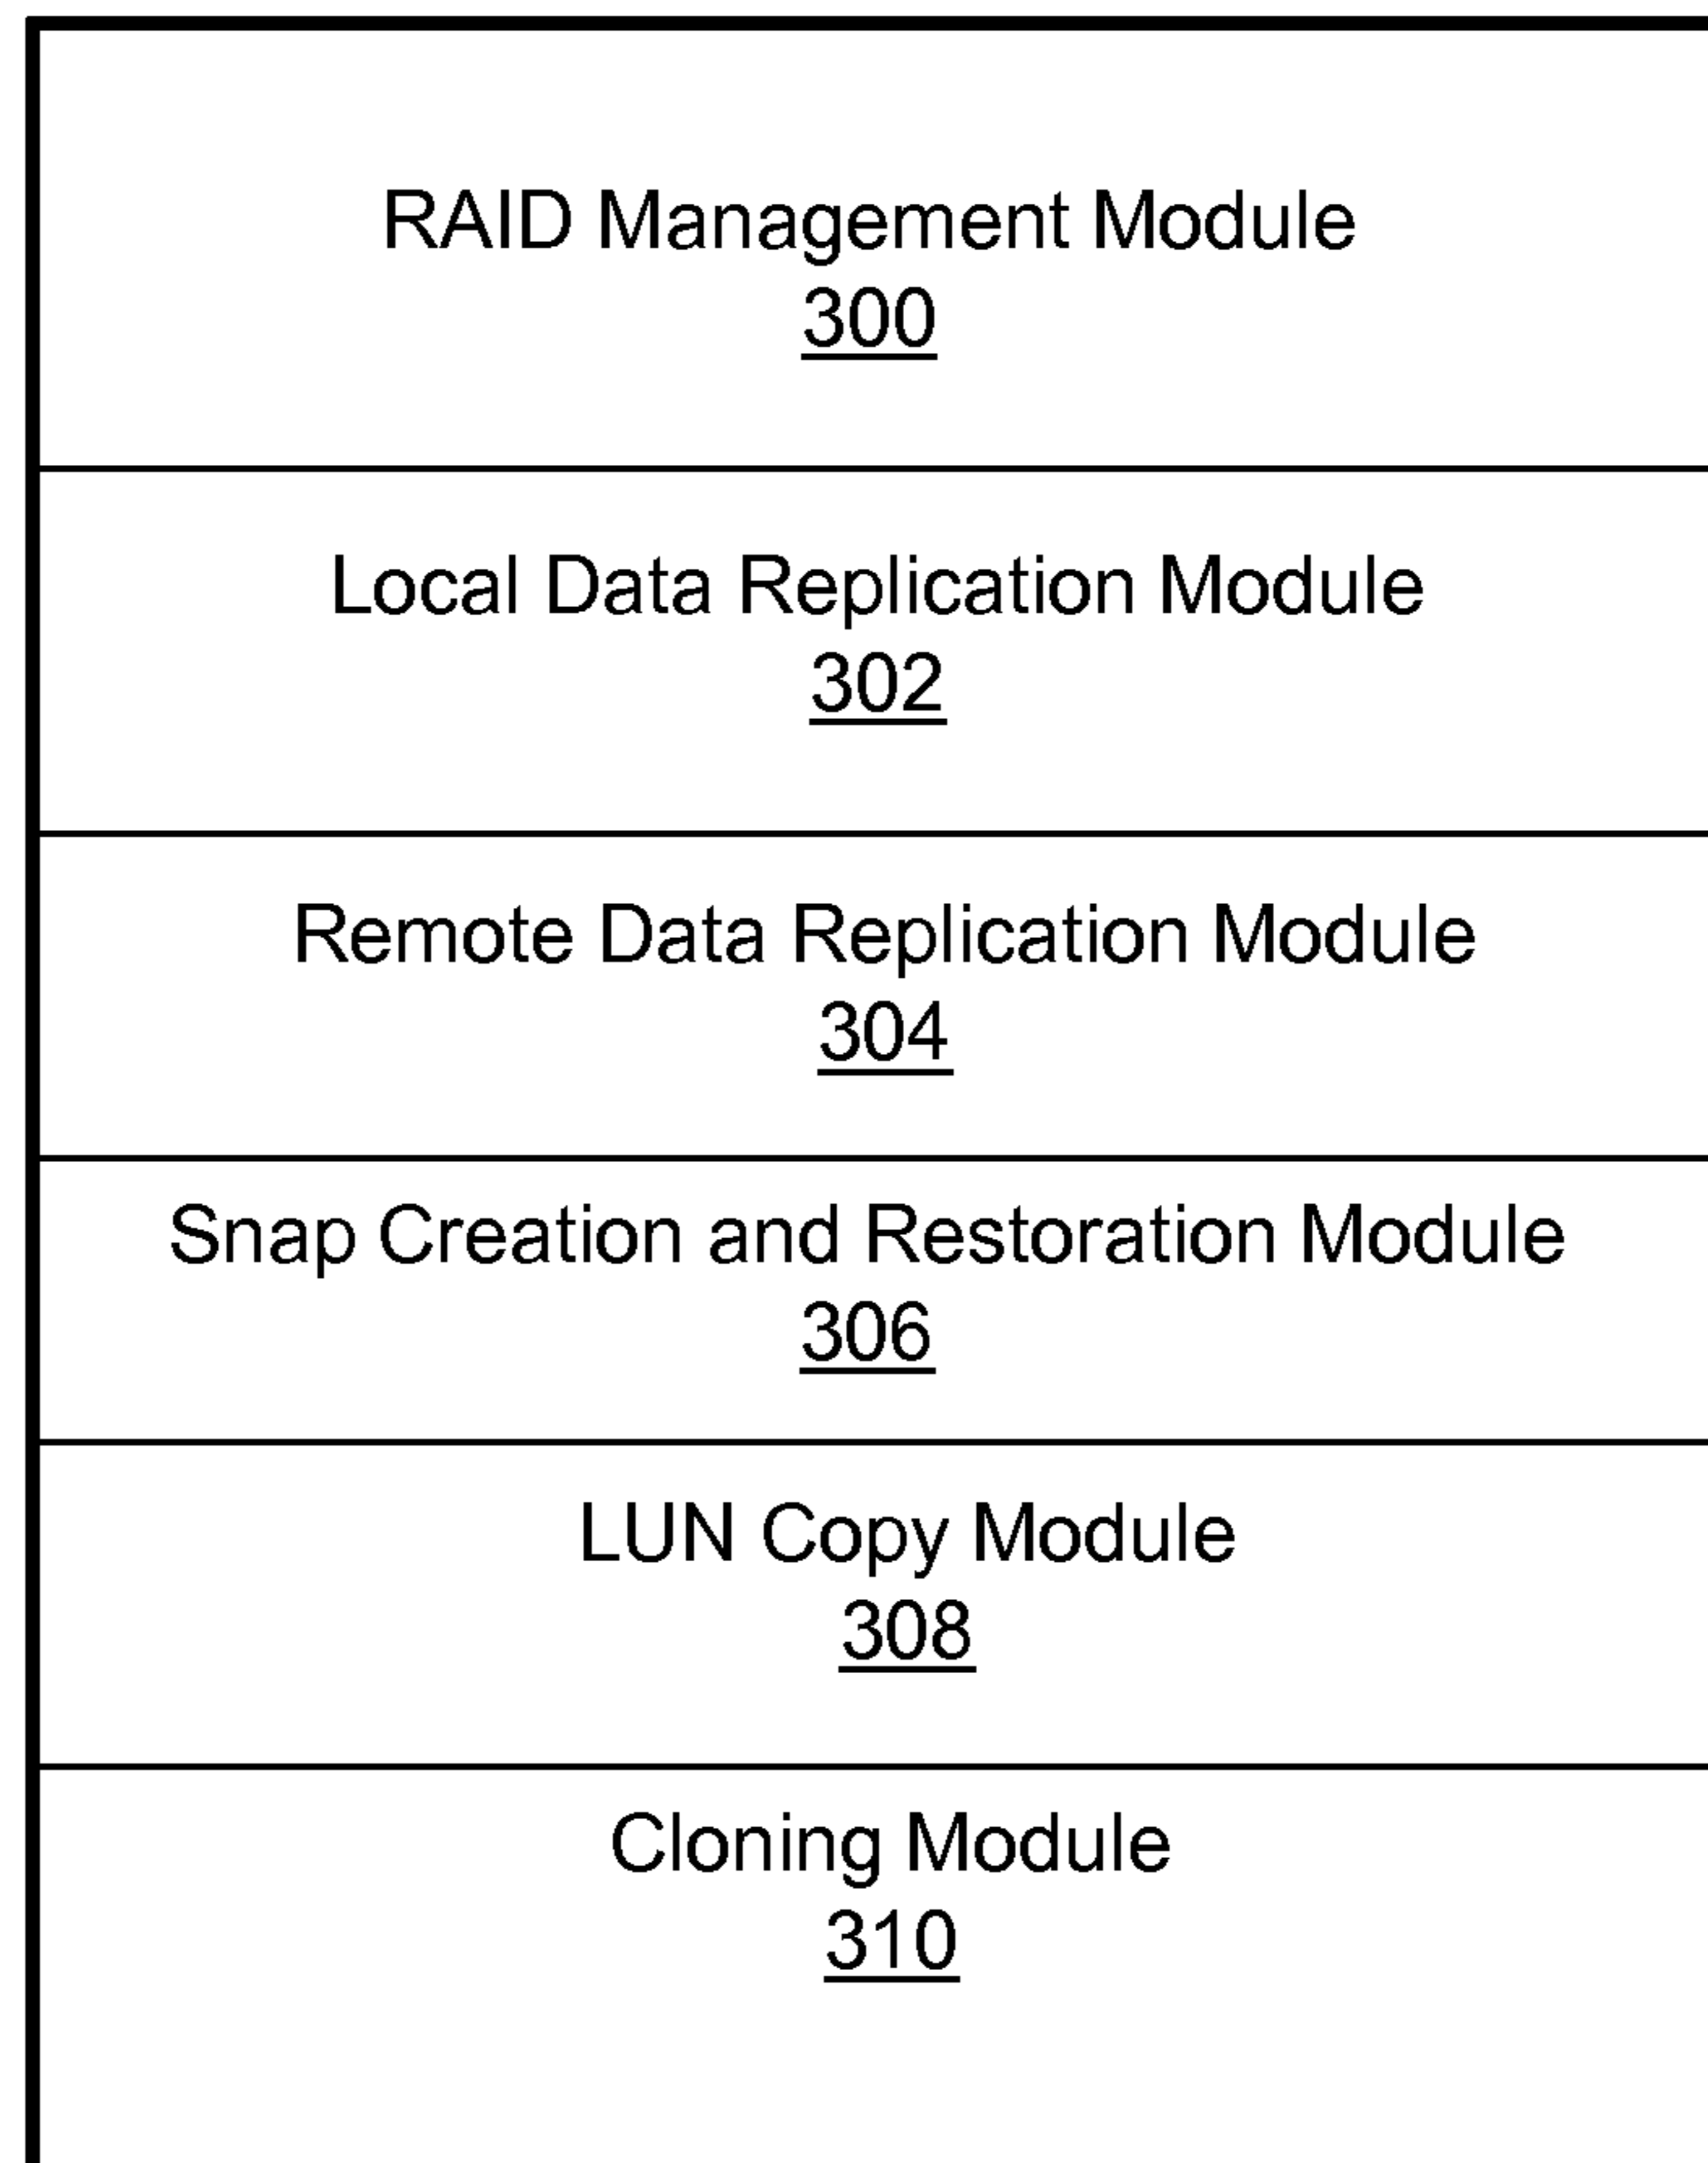 RAID Management Module
300
Local Data Replication Module
302
Remote Data Replication Module
304
Snap Creation and Restoration Module
306
LUN Copy Module
308
Cloning Module
310